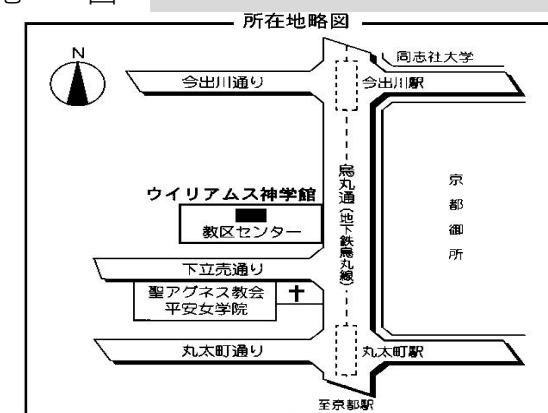 図
所在地略図
N
同志社大学
今出川通り
今出川駅
ウイリアムス神学館
教区センター
烏丸通(地下鉄烏丸線)
京都御所
下立売通り
聖アグネス教会
平安女学院
丸太町通り
丸太町駅
至京都駅